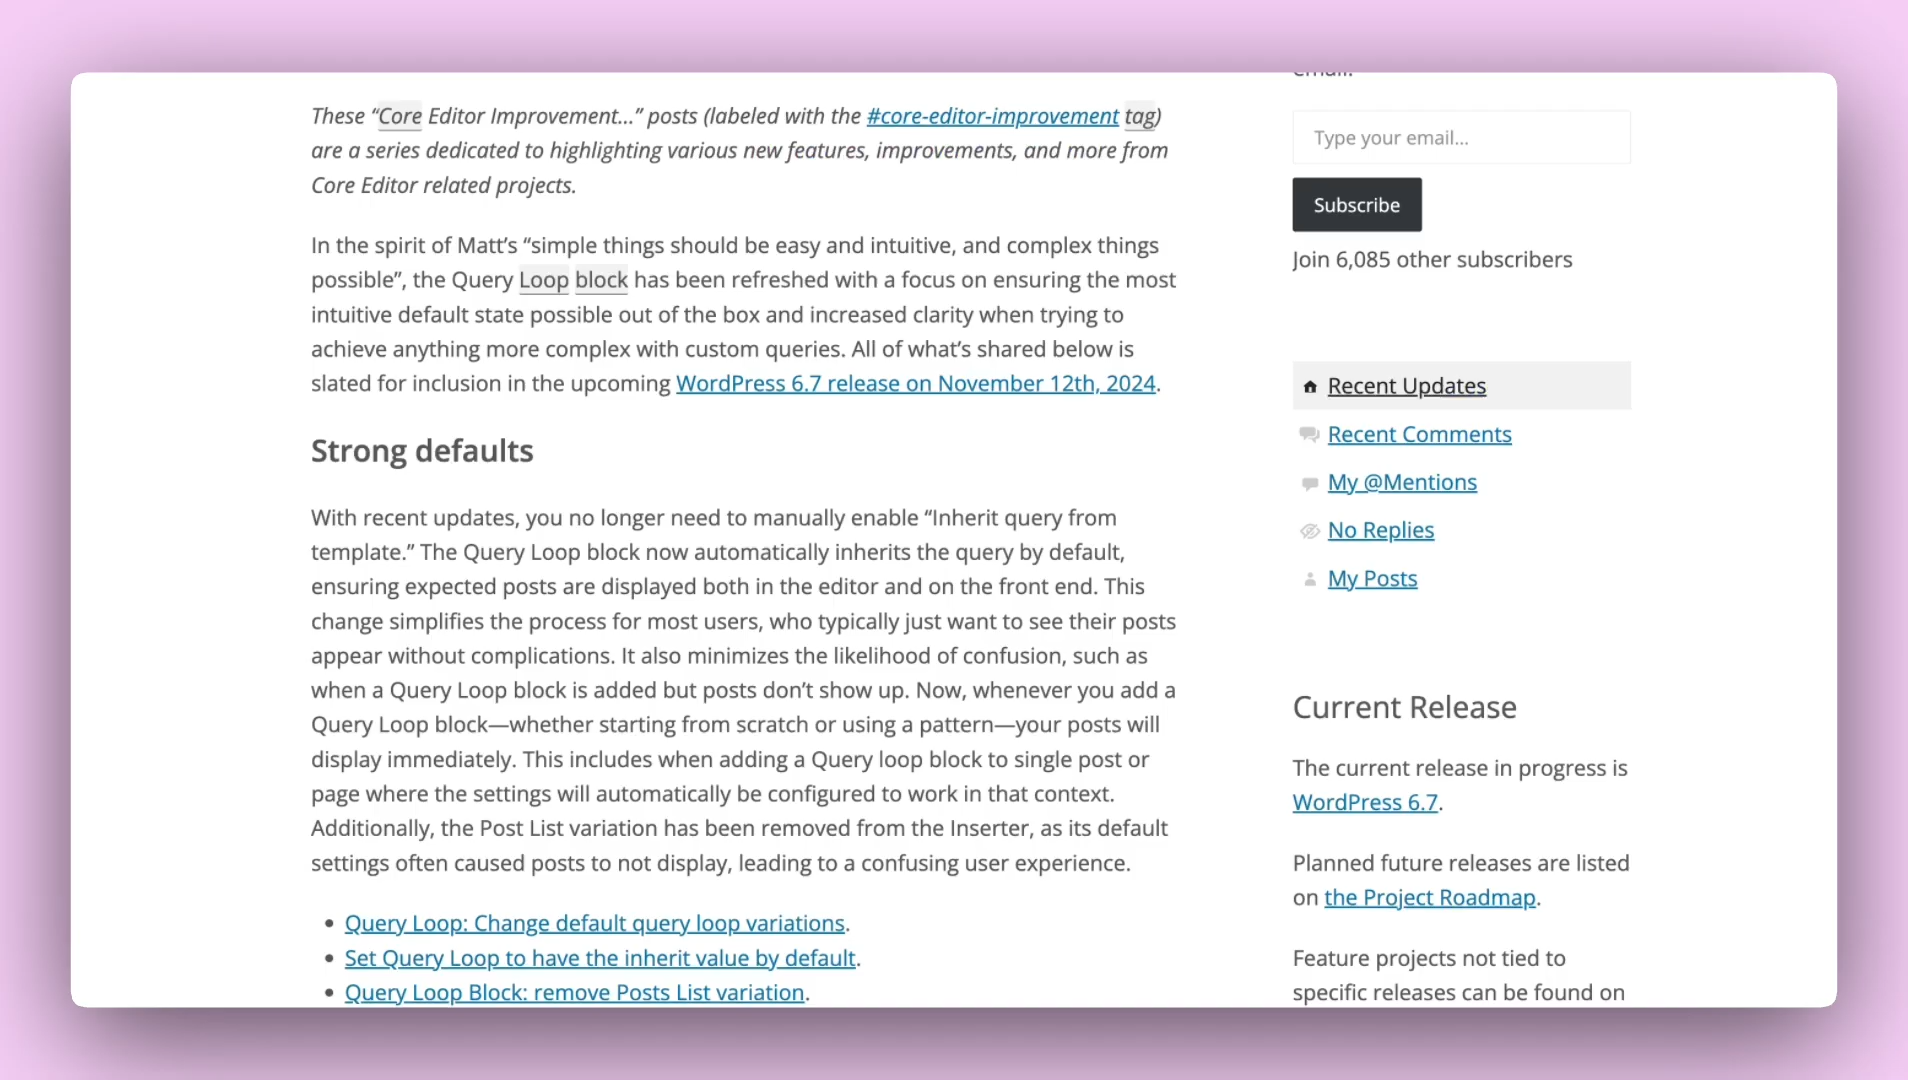 These “Core Editor Improvement…” posts (labeled with the #core-editor-improvement tag)
are a series dedicated to highlighting various new features, improvements, and more from
Core Editor related projects.
In the spirit of Matt’s “simple things should be easy and intuitive, and complex things
possible”, the Query Loop block has been refreshed with a focus on ensuring the most
intuitive default state possible out of the box and increased clarity when trying to
achieve anything more complex with custom queries. All of what’s shared below is
slated for inclusion in the upcoming WordPress 6.7 release on November 12th, 2024.
Strong defaults
With recent updates, you no longer need to manually enable “Inherit query from
template.” The Query Loop block now automatically inherits the query by default,
ensuring expected posts are displayed both in the editor and on the front end. This
change simplifies the process for most users, who typically just want to see their posts
appear without complications. It also minimizes the likelihood of confusion, such as
when a Query Loop block is added but posts don’t show up. Now, whenever you add a
Query Loop block—whether starting from scratch or using a pattern—your posts will
display immediately. This includes when adding a Query loop block to single post or
page where the settings will automatically be configured to work in that context.
Additionally, the Post List variation has been removed from the Inserter, as its default
settings often caused posts to not display, leading to a confusing user experience.
• Query Loop: Change default query loop variations.
• Set Query Loop to have the inherit value by default.
• Query Loop Block: remove Posts List variation.
email.
Type your email…
Subscribe
Join 6,085 other subscribers
Recent Updates
Recent Comments
My @Mentions
No Replies
My Posts
Current Release
The current release in progress is
WordPress 6.7.
Planned future releases are listed
on the Project Roadmap.
Feature projects not tied to
specific releases can be found on